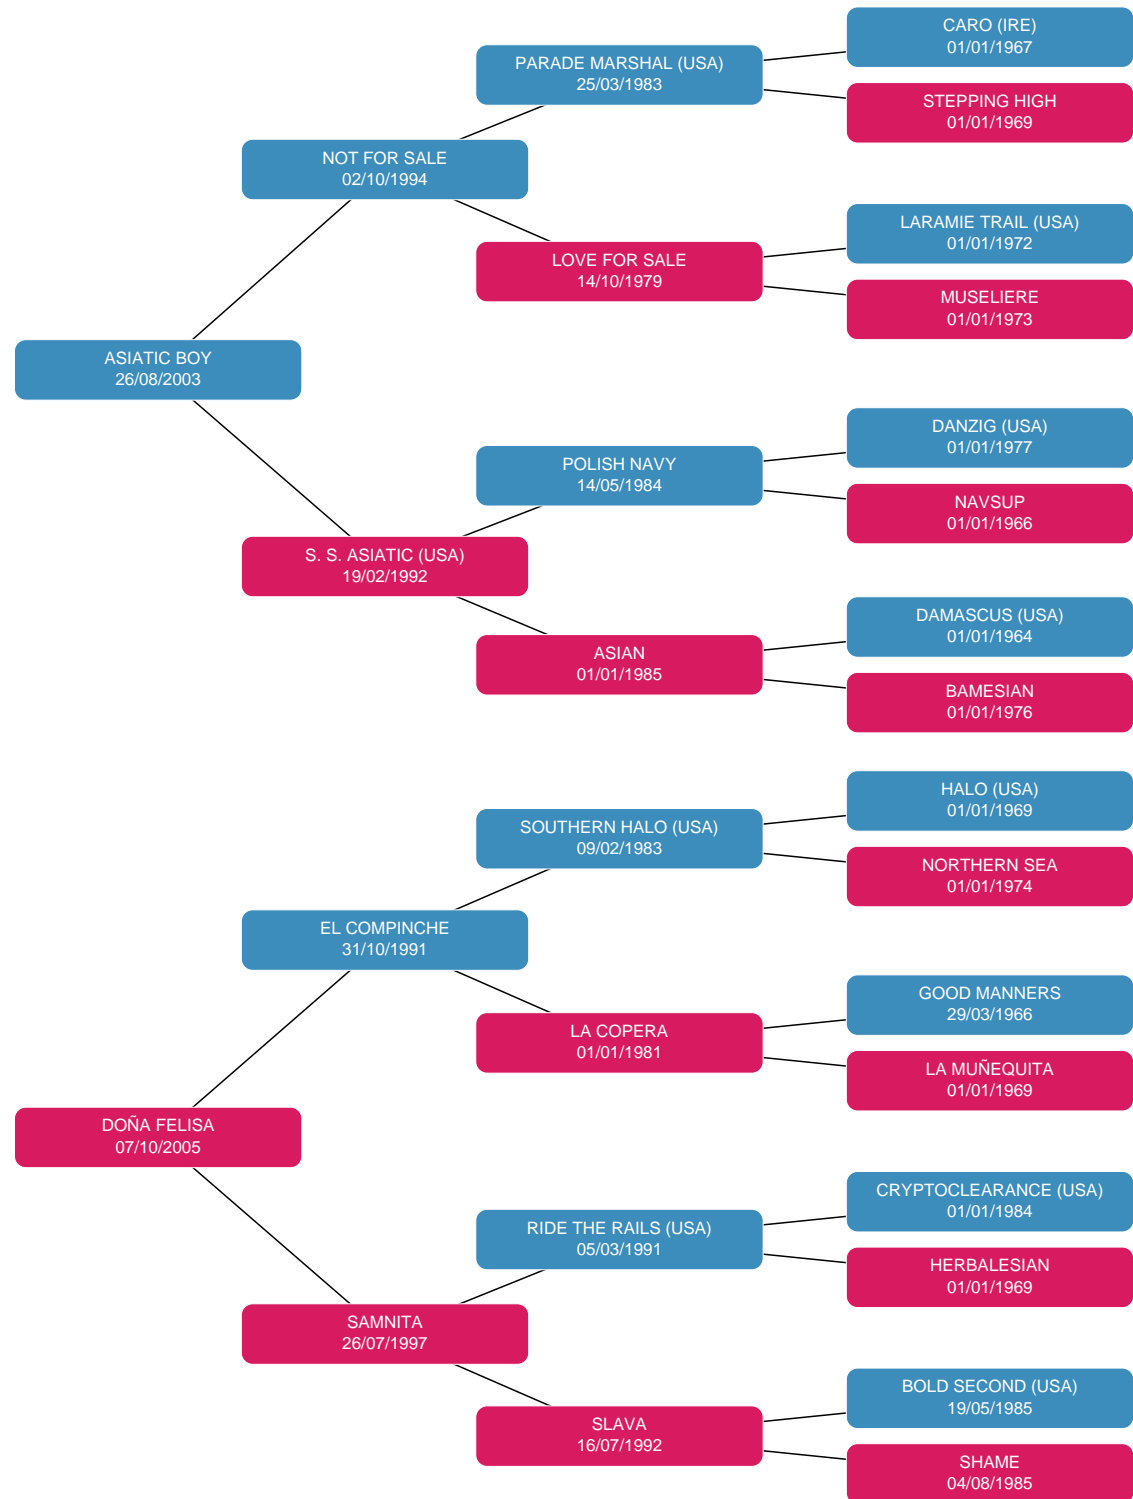 CARO (IRE)
01/01/1967
PARADE MARSHAL (USA)
25/03/1983
STEPPING HIGH
01/01/1969
NOT FOR SALE
02/10/1994
LARAMIE TRAIL (USA)
01/01/1972
LOVE FOR SALE
14/10/1979
MUSELIERE
01/01/1973
ASIATIC BOY
26/08/2003
DANZIG (USA)
01/01/1977
POLISH NAVY
14/05/1984
NAVSUP
01/01/1966
S. S. ASIATIC (USA)
19/02/1992
DAMASCUS (USA)
01/01/1964
ASIAN
01/01/1985
BAMESIAN
01/01/1976
HALO (USA)
01/01/1969
SOUTHERN HALO (USA)
09/02/1983
NORTHERN SEA
01/01/1974
EL COMPINCHE
31/10/1991
GOOD MANNERS
29/03/1966
LA COPERA
01/01/1981
LA MUÑEQUITA
01/01/1969
DOÑA FELISA
07/10/2005
CRYPTOCLEARANCE (USA)
01/01/1984
RIDE THE RAILS (USA)
05/03/1991
HERBALESIAN
01/01/1969
SAMNITA
26/07/1997
BOLD SECOND (USA)
19/05/1985
SLAVA
16/07/1992
SHAME
04/08/1985